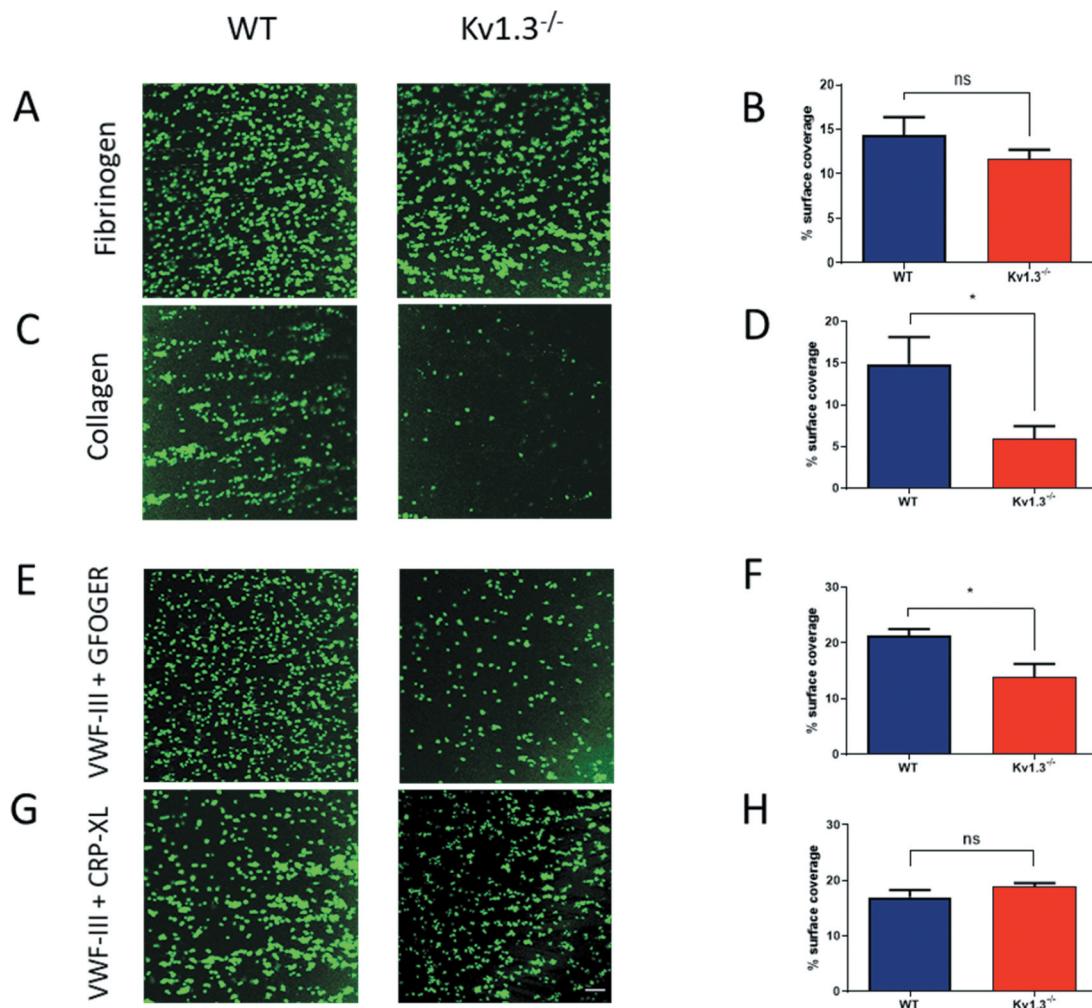 WT
Kv1.3-/-
A
Fibrinogen
B
20
15
10
5
0
% surface coverage
ns
WT
Kv1.3-/-
C
Collagen
D
20
15
10
5
0
% surface coverage
*
WT
Kv1.3-/-
E
VWF-III + GFOGER
F
30
20
10
0
% surface coverage
*
WT
Kv1.3-/-
G
VWF-III + CRP-XL
H
30
20
10
0
% surface coverage
ns
WT
Kv1.3-/-